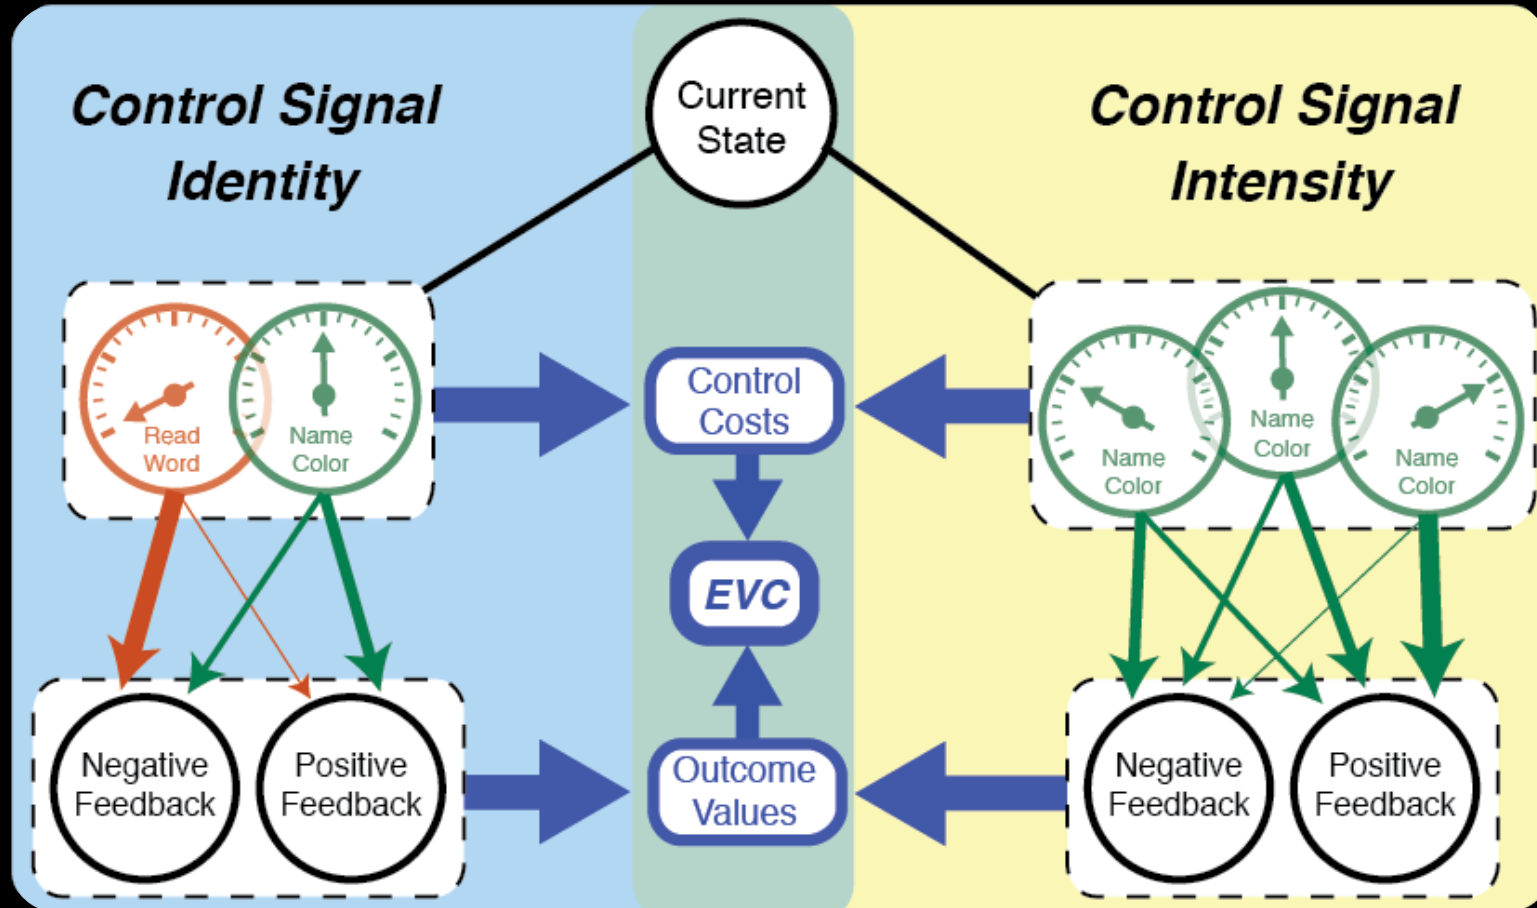 Control Signal
Identity
Current
State
Control Signal
Intensity
Read
Word
Name
Color
Control
Costs
Name
Color
Name
Color
Name
Color
EVC
Negative
Feedback
Positive
Feedback
Outcome
Values
Negative
Feedback
Positive
Feedback